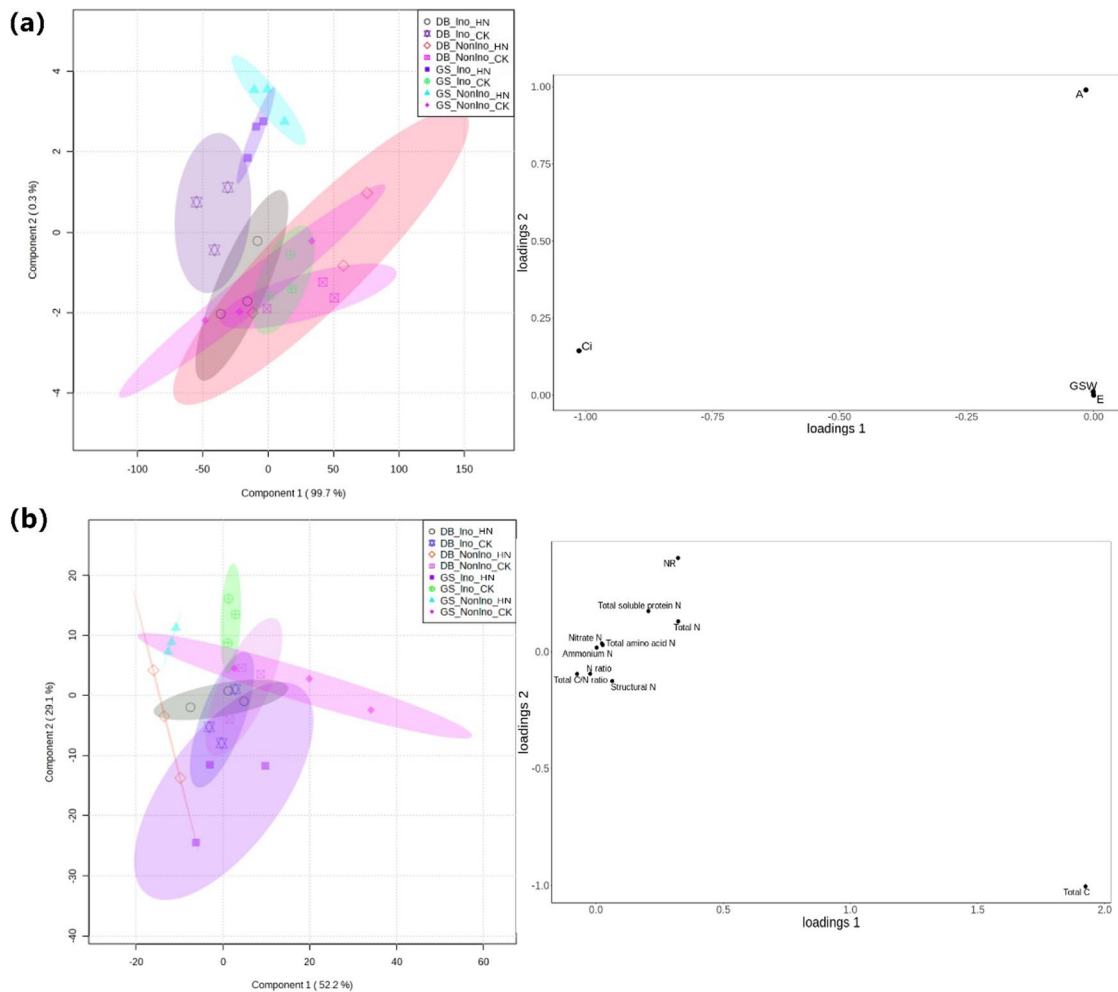 (a)
DB_Ino_HN
DB_Ino_CK
DB_NonIno_HN
DB_NonIno_CK
GS_Ino_HN
GS_Ino_CK
GS_NonIno_HN
GS_NonIno_CK
4
2
0
-2
-4
Component 2 ( 0.3 %)
-100
-50
0
50
100
150
Component 1 ( 99.7 %)
1.00
0.75
0.50
0.25
0.00
loadings 2
A
Ci
GSW
E
-1.00
-0.75
-0.50
-0.25
0.00
loadings 1
(b)
DB_Ino_HN
DB_Ino_CK
DB_NonIno_HN
DB_NonIno_CK
GS_Ino_HN
GS_Ino_CK
GS_NonIno_HN
GS_NonIno_CK
20
10
0
-10
-20
-30
-40
Component 2 ( 29.1 %)
-20
0
20
40
60
Component 1 ( 52.2 %)
0.0
-0.5
-1.0
loadings 2
NR
Total soluble protein N
Total N
Nitrate N
Total amino acid N
Ammonium N
N ratio
Total C/N ratio
Structural N
Total C
0.0
0.5
1.0
1.5
2.0
loadings 1